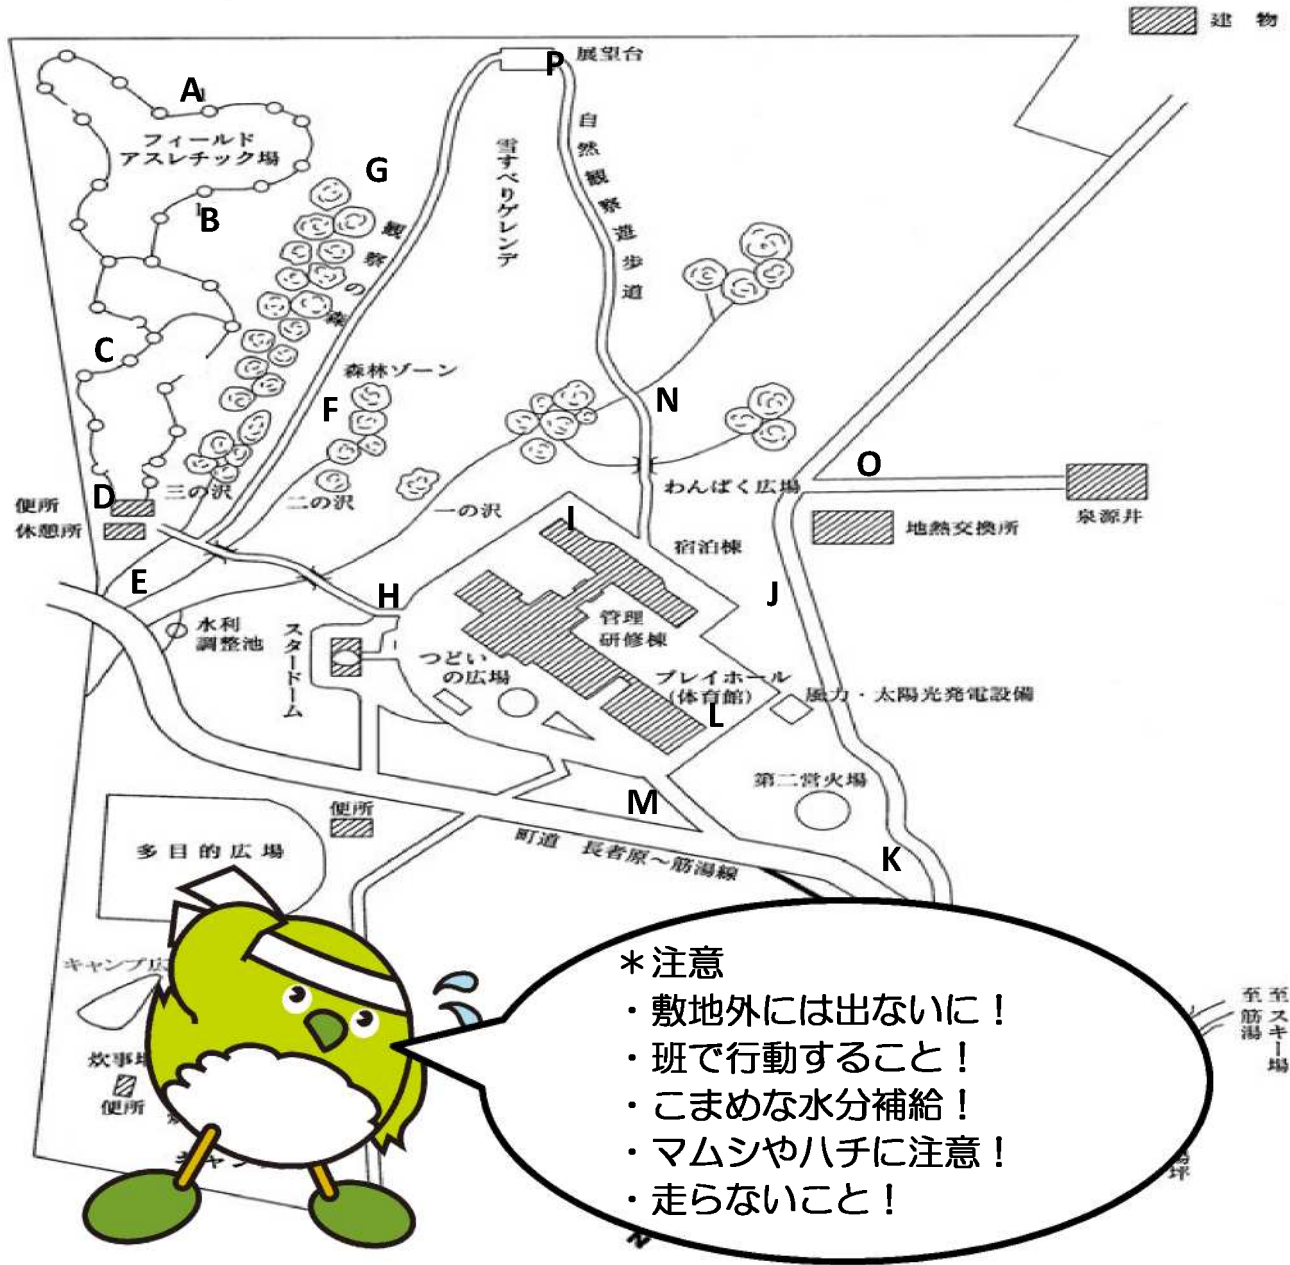 建物
P
展望台
A
フィールド
アスレチック場
自然観察遊歩道
雪すべりゲレンデ
G
B
観察の森
C
森林ゾーン
F
N
O
D
便所
休憩所
三の沢
二の沢
一の沢
わんぱく広場
泉源井
地熱交換所
I
宿泊棟
E
H
J
水利
調整池
スタードーム
管理
研修棟
つどい
の広場
プレイホール
(体育館)
L
風力・太陽光発電設備
第二営火場
M
便所
多目的広場
町道 長者原~筋湯線
K
キャンプ広
炊事場
便所
キャン
*注意
・敷地外には出ないに!
・班で行動すること!
・こまめな水分補給!
・マムシやハチに注意!
・走らないこと!
至スキー場
至筋湯
湯坪
N